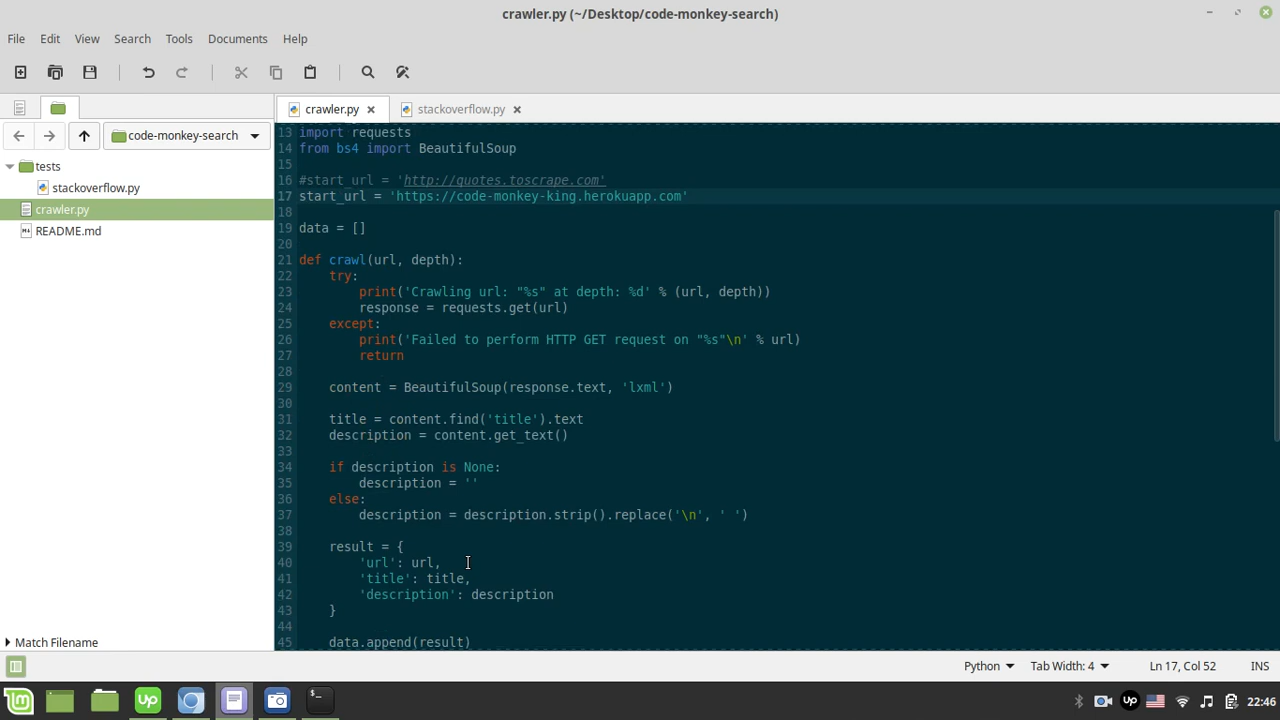 crawler.py (~/Desktop/code-monkey-search)
File Edit View Search Tools Documents Help
code-monkey-search
tests
stackoverflow.py
crawler.py
README.md
Match Filename
crawler.py stackoverflow.py
13 import requests
14 from bs4 import BeautifulSoup
15
16 #start_url = 'http://quotes.toscrape.com'
17 start_url = 'https://code-monkey-king.herokuapp.com'
18
19 data = []
20
21 def crawl(url, depth):
22     try:
23         print('Crawling url: "%s" at depth: %d' % (url, depth))
24         response = requests.get(url)
25     except:
26         print('Failed to perform HTTP GET request on "%s"\n' % url)
27         return
28
29     content = BeautifulSoup(response.text, 'lxml')
30
31     title = content.find('title').text
32     description = content.get_text()
33
34     if description is None:
35         description = ''
36     else:
37         description = description.strip().replace('\n', ' ')
38
39     result = {
40         'url': url,
41         'title': title,
42         'description': description
43     }
44
45     data.append(result)
Python Tab Width: 4 Ln 17, Col 52 INS
up up 22:46